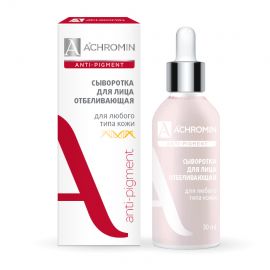 A ACHROMIN
ANTI-PIGMENT
СЫВОРОТКА
ДЛЯ ЛИЦА
ОТБЕЛИВАЮЩАЯ
для любого
типа кожи
anti-pigment
A ACHROMIN
ANTI-PIGMENT
СЫВОРОТКА
ДЛЯ ЛИЦА
ОТБЕЛИВАЮЩАЯ
для любого
типа кожи
30 ml